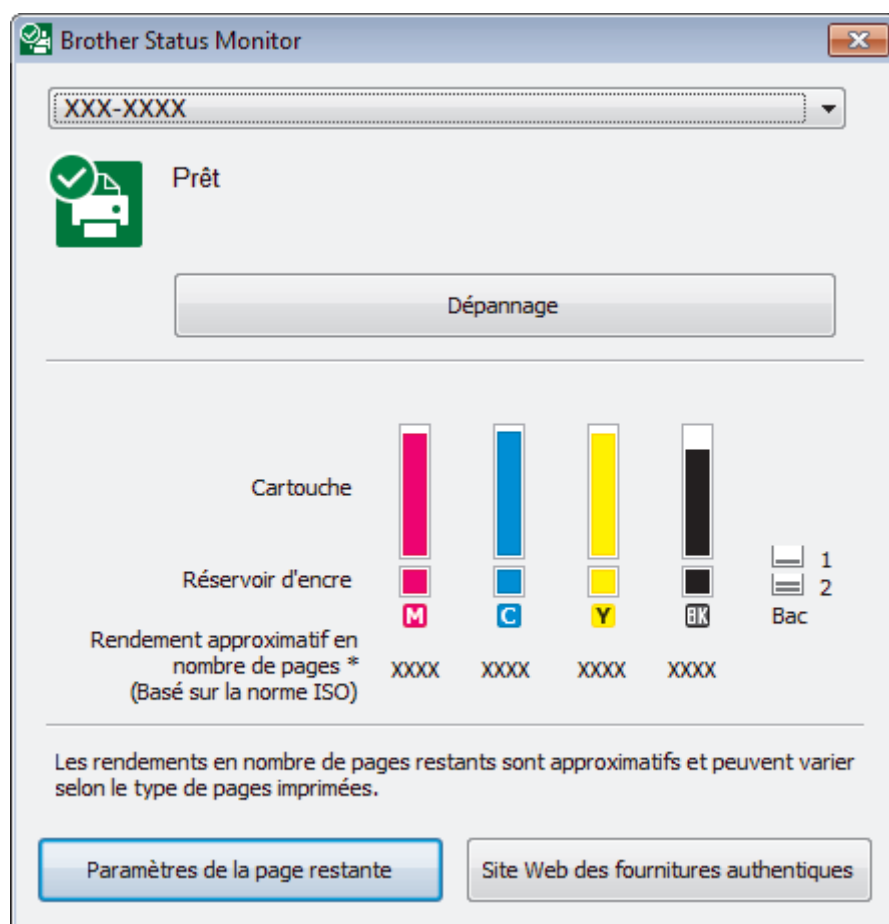 Brother Status Monitor
XXX-XXXX
Prêt
Dépannage
Cartouche
Réservoir d'encre
1
2
M C Y BK Bac
Rendement approximatif en
nombre de pages *
(Basé sur la norme ISO)
XXXX XXXX XXXX XXXX
Les rendements en nombre de pages restants sont approximatifs et peuvent varier
selon le type de pages imprimées.
Paramètres de la page restante
Site Web des fournitures authentiques